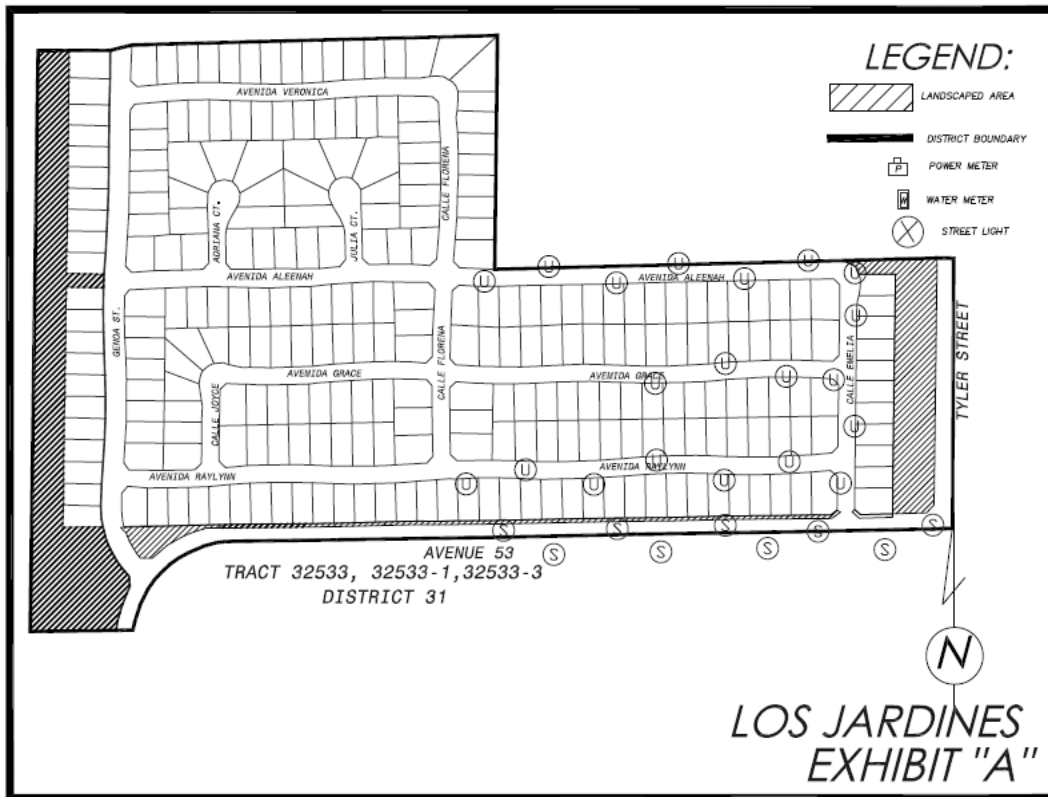 LEGEND:
LANDSCAPED AREA
DISTRICT BOUNDARY
P
POWER METER
W
WATER METER
STREET LIGHT
AVENIDA VERONICA
CALLE FLORENA
ADRIANA CT.
JULIA CT.
AVENIDA ALEENAH
AVENIDA ALEENAH
U
U
U
U
U
U
U
GENOA ST.
CALLE FLORENA
U
CALLE EMELIA
TYLER STREET
AVENIDA GRACE
AVENIDA GRACE
U
U
U
U
CALLE JOYCE
U
AVENIDA RAYLYNN
AVENIDA RAYLYNN
U
U
U
U
U
U
U
S
S
S
S
S
S
S
S
S
AVENUE 53
TRACT 32533, 32533-1,32533-3
DISTRICT 31
N
LOS JARDINES
EXHIBIT "A"